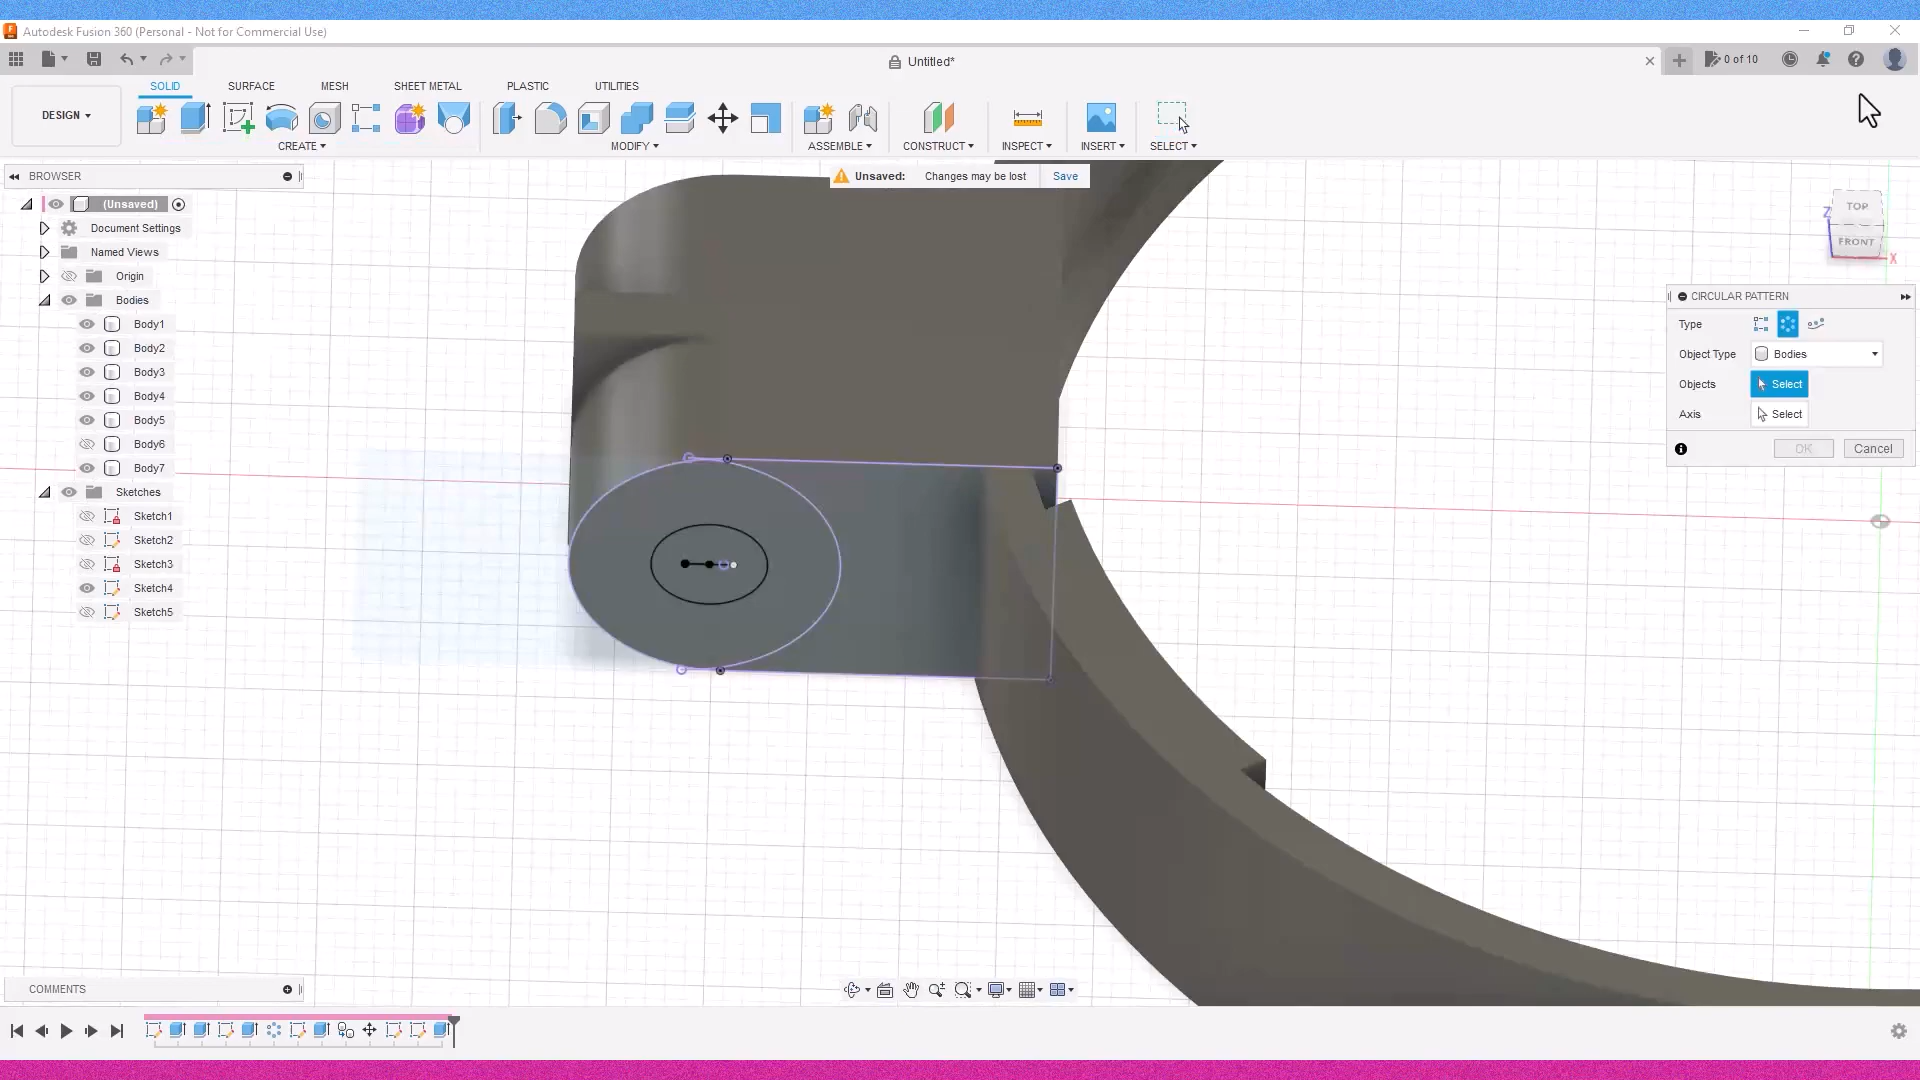 Autodesk Fusion 360 (Personal - Not for Commercial Use)
Untitled*
0 of 10
DESIGN
SOLID SURFACE MESH SHEET METAL PLASTIC UTILITIES
CREATE MODIFY ASSEMBLE CONSTRUCT INSPECT INSERT SELECT
BROWSER
Unsaved: Changes may be lost Save
(Unsaved)
Document Settings
Named Views
Origin
Bodies
Body1
Body2
Body3
Body4
Body5
Body6
Body7
Sketches
Sketch1
Sketch2
Sketch3
Sketch4
Sketch5
TOP
Z
FRONT
X
CIRCULAR PATTERN
Type
Object Type Bodies
Objects Select
Axis Select
OK Cancel
COMMENTS